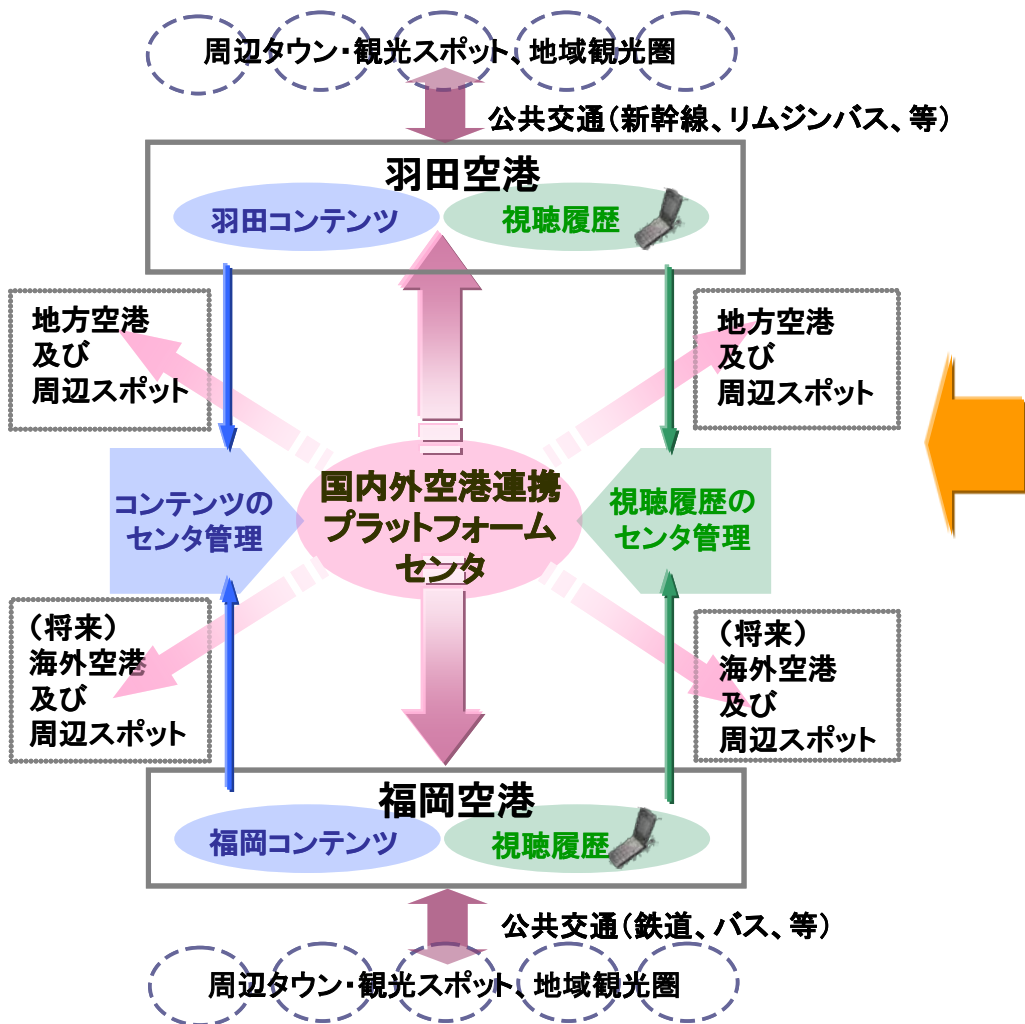 周辺タウン・観光スポット、地域観光圏
公共交通(新幹線、リムジンバス、等)
羽田空港
羽田コンテンツ
視聴履歴
地方空港
及び
周辺スポット
地方空港
及び
周辺スポット
コンテンツの
センタ管理
国内外空港連携
プラットフォーム
センタ
視聴履歴の
センタ管理
(将来)
海外空港
及び
周辺スポット
(将来)
海外空港
及び
周辺スポット
福岡空港
福岡コンテンツ
視聴履歴
公共交通(鉄道、バス、等)
周辺タウン・観光スポット、地域観光圏